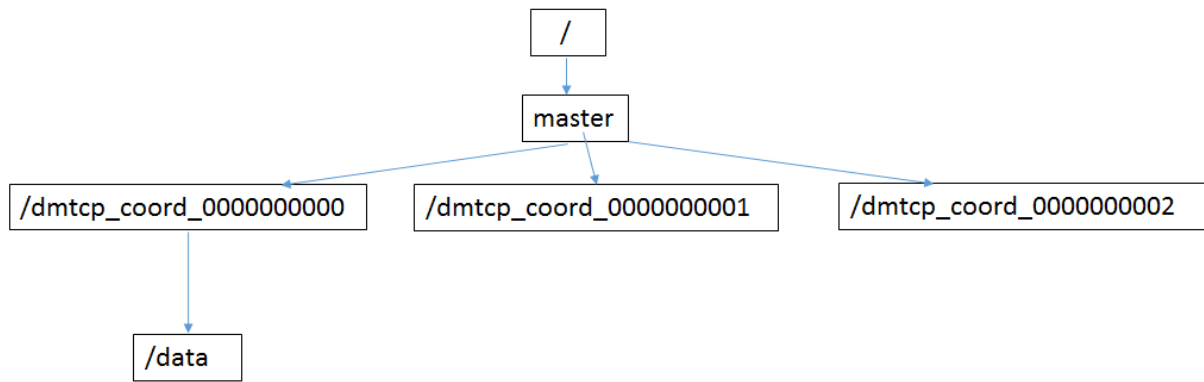 /
master
/dmtcp_coord_0000000000
/dmtcp_coord_0000000001
/dmtcp_coord_0000000002
/data